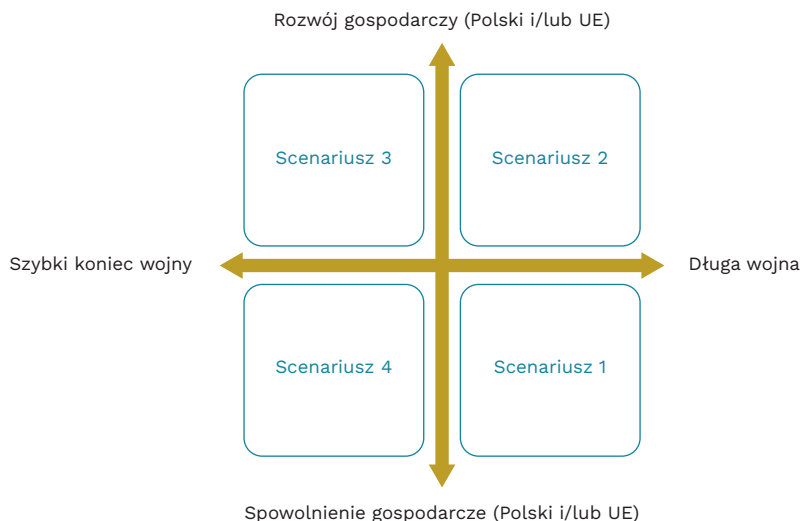 Rozwój gospodarczy (Polski i/lub UE)
Scenariusz 3
Scenariusz 2
Szybki koniec wojny
Długa wojna
Scenariusz 4
Scenariusz 1
Spowolnienie gospodarcze (Polski i/lub UE)